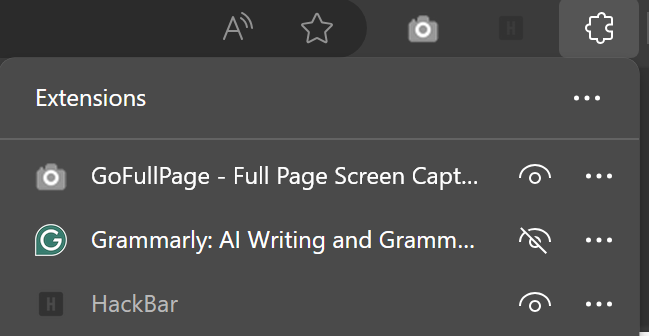 A
H
Extensions
GoFullPage - Full Page Screen Capt...
G Grammarly: AI Writing and Gramm...
H HackBar